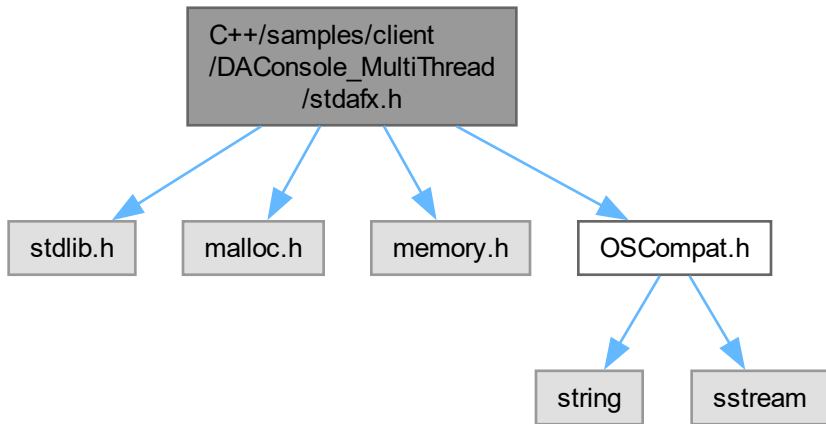 C++/samples/client
/DAConsole_MultiThread
/stdafx.h
stdlib.h
malloc.h
memory.h
OSCompat.h
string
sstream